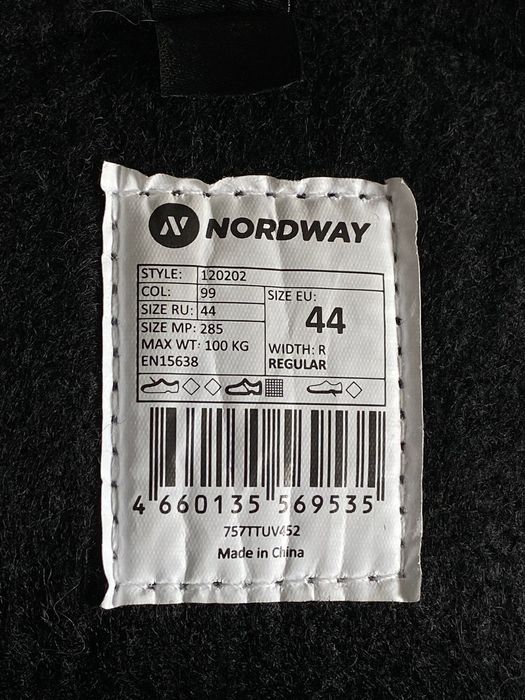 NORDWAY
STYLE: 120202
COL: 99
SIZE RU: 44
SIZE MP: 285
MAX WT: 100 KG
EN15638
SIZE EU:
44
WIDTH: R
REGULAR
4 660135 569535
757TTUV452
Made in China